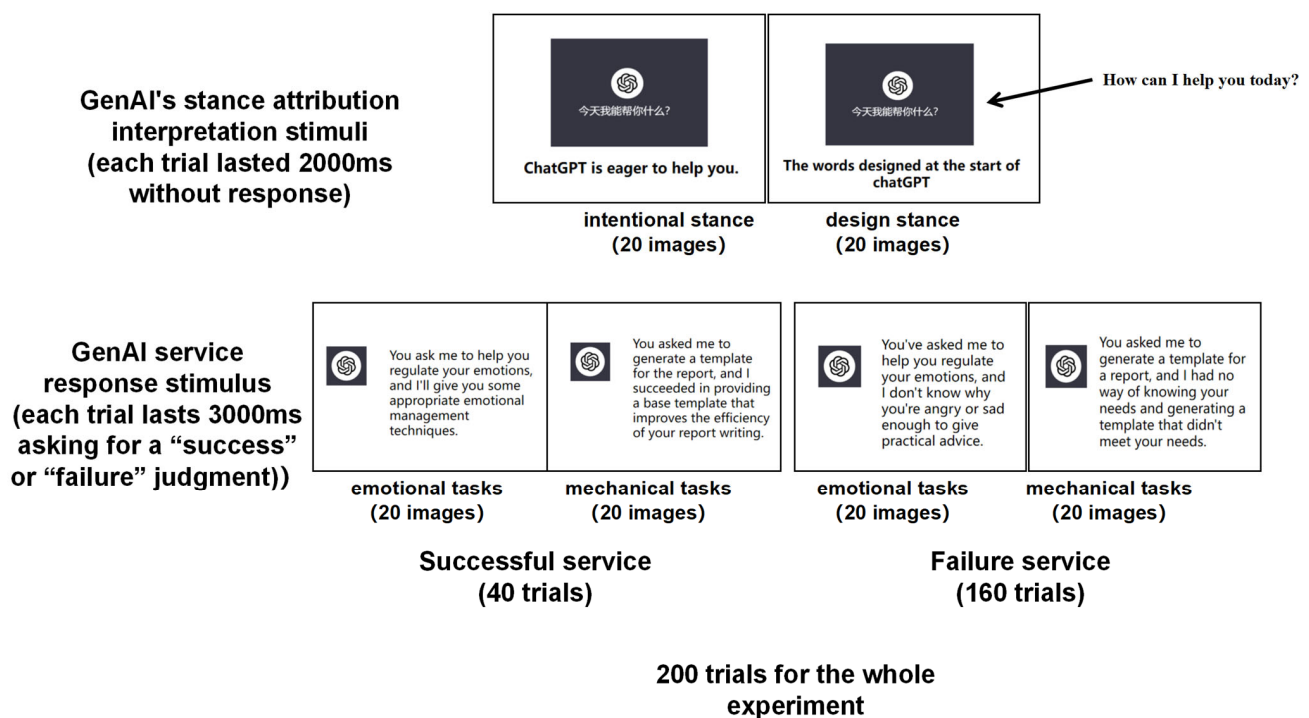 GenAI's stance attribution
interpretation stimuli
(each trial lasted 2000ms
without response)
今天我能帮你什么?
ChatGPT is eager to help you.
intentional stance
(20 images)
今天我能帮你什么?
The words designed at the start of
chatGPT
design stance
(20 images)
How can I help you today?
GenAI service
response stimulus
(each trial lasts 3000ms
asking for a “success”
or “failure” judgment))
You ask me to help you
regulate your emotions,
and I'll give you some
appropriate emotional
management
techniques.
emotional tasks
(20 images)
You asked me to
generate a template
for the report, and I
succeeded in providing
a base template that
improves the efficiency
of your report writing.
mechanical tasks
(20 images)
Successful service
(40 trials)
You've asked me to
help you regulate
your emotions, and
I don't know why
you're angry or sad
enough to give
practical advice.
emotional tasks
(20 images)
You asked me to
generate a template for
a report, and I had no
way of knowing your
needs and generating a
template that didn't
meet your needs.
mechanical tasks
(20 images)
Failure service
(160 trials)
200 trials for the whole
experiment